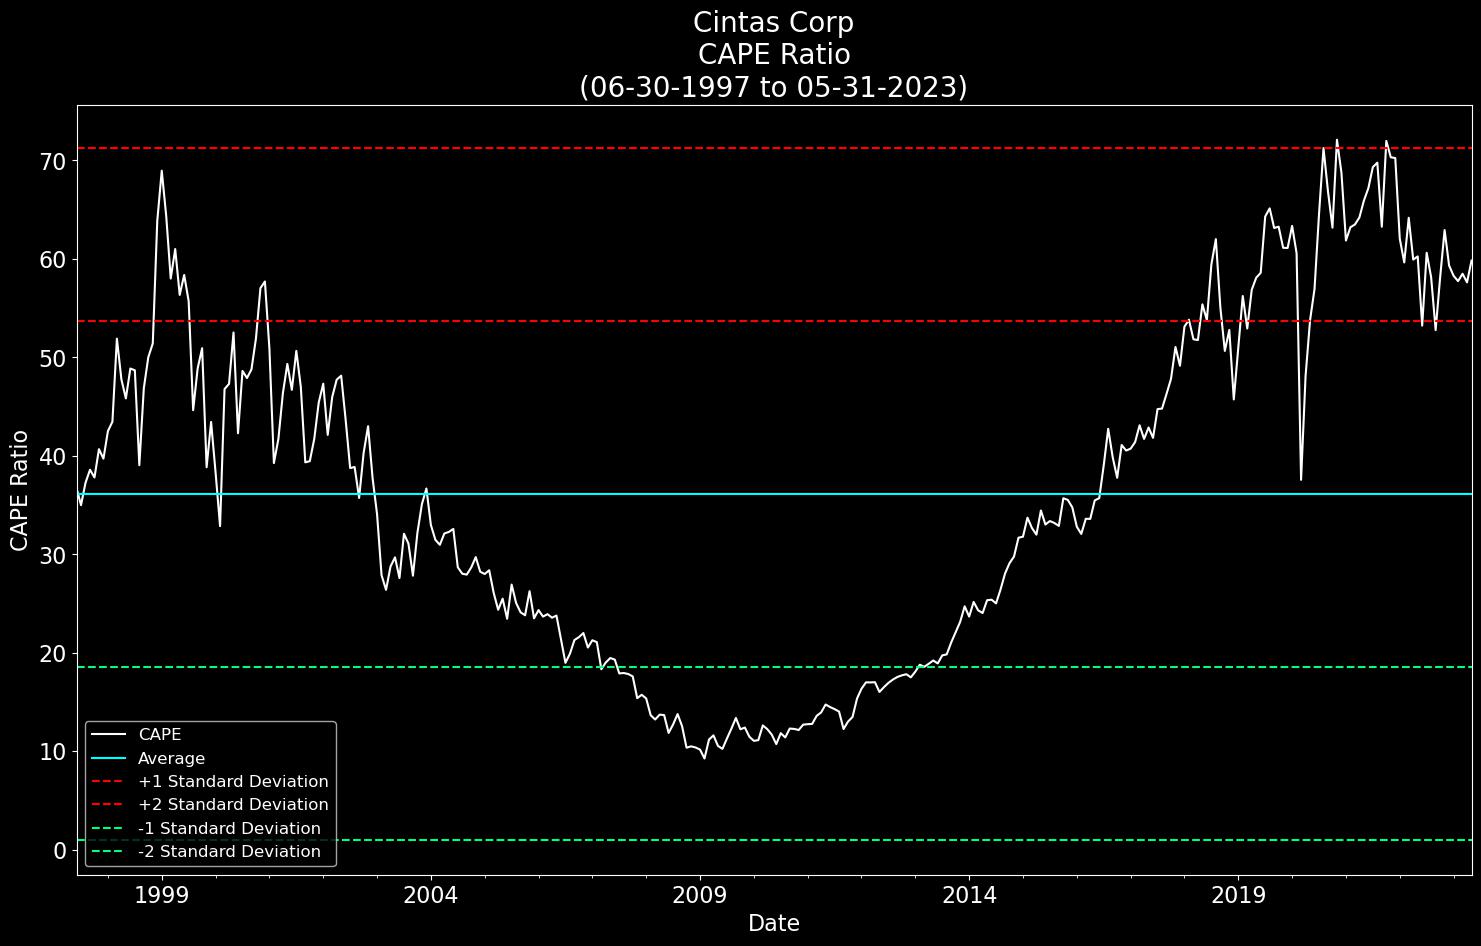 Cintas Corp
CAPE Ratio
(06-30-1997 to 05-31-2023)
CAPE Ratio
70
60
50
40
30
20
10
0
CAPE
Average
+1 Standard Deviation
+2 Standard Deviation
-1 Standard Deviation
-2 Standard Deviation
1999 2004 2009 2014 2019
Date